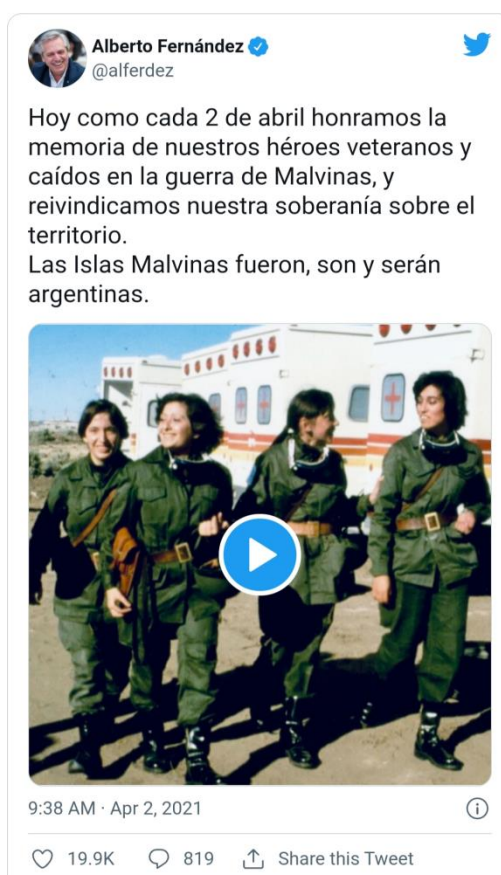 Alberto Fernández
@alferdez
Hoy como cada 2 de abril honramos la
memoria de nuestros héroes veteranos y
caídos en la guerra de Malvinas, y
reivindicamos nuestra soberanía sobre el
territorio.
Las Islas Malvinas fueron, son y serán
argentinas.
9:38 AM · Apr 2, 2021
19.9K 819 Share this Tweet